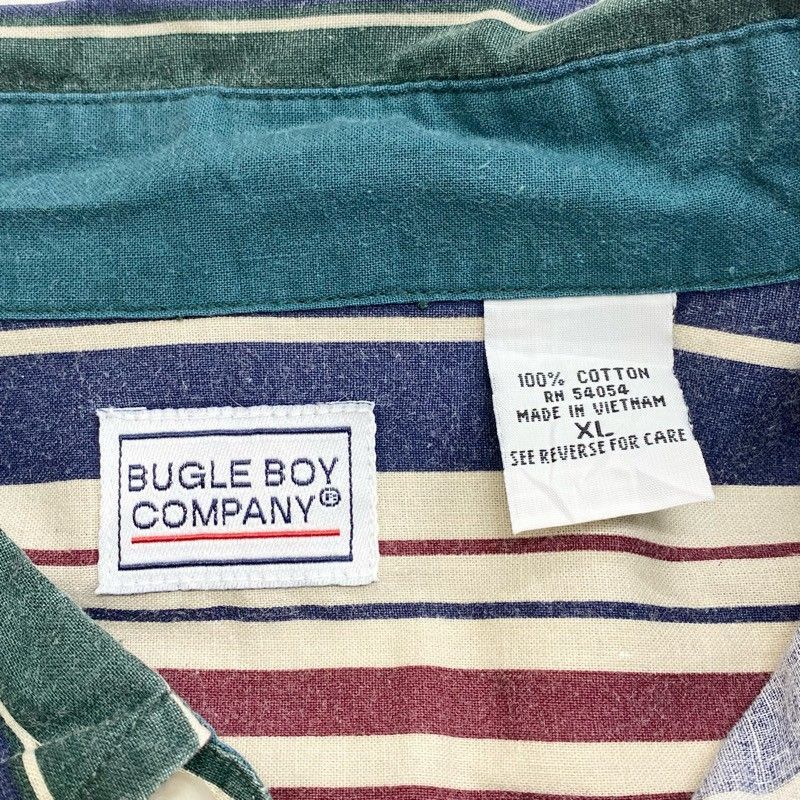 BUGLE BOY
COMPANY®
100% COTTON
RN 54054
MADE IN VIETNAM
XL
SEE REVERSE FOR CARE